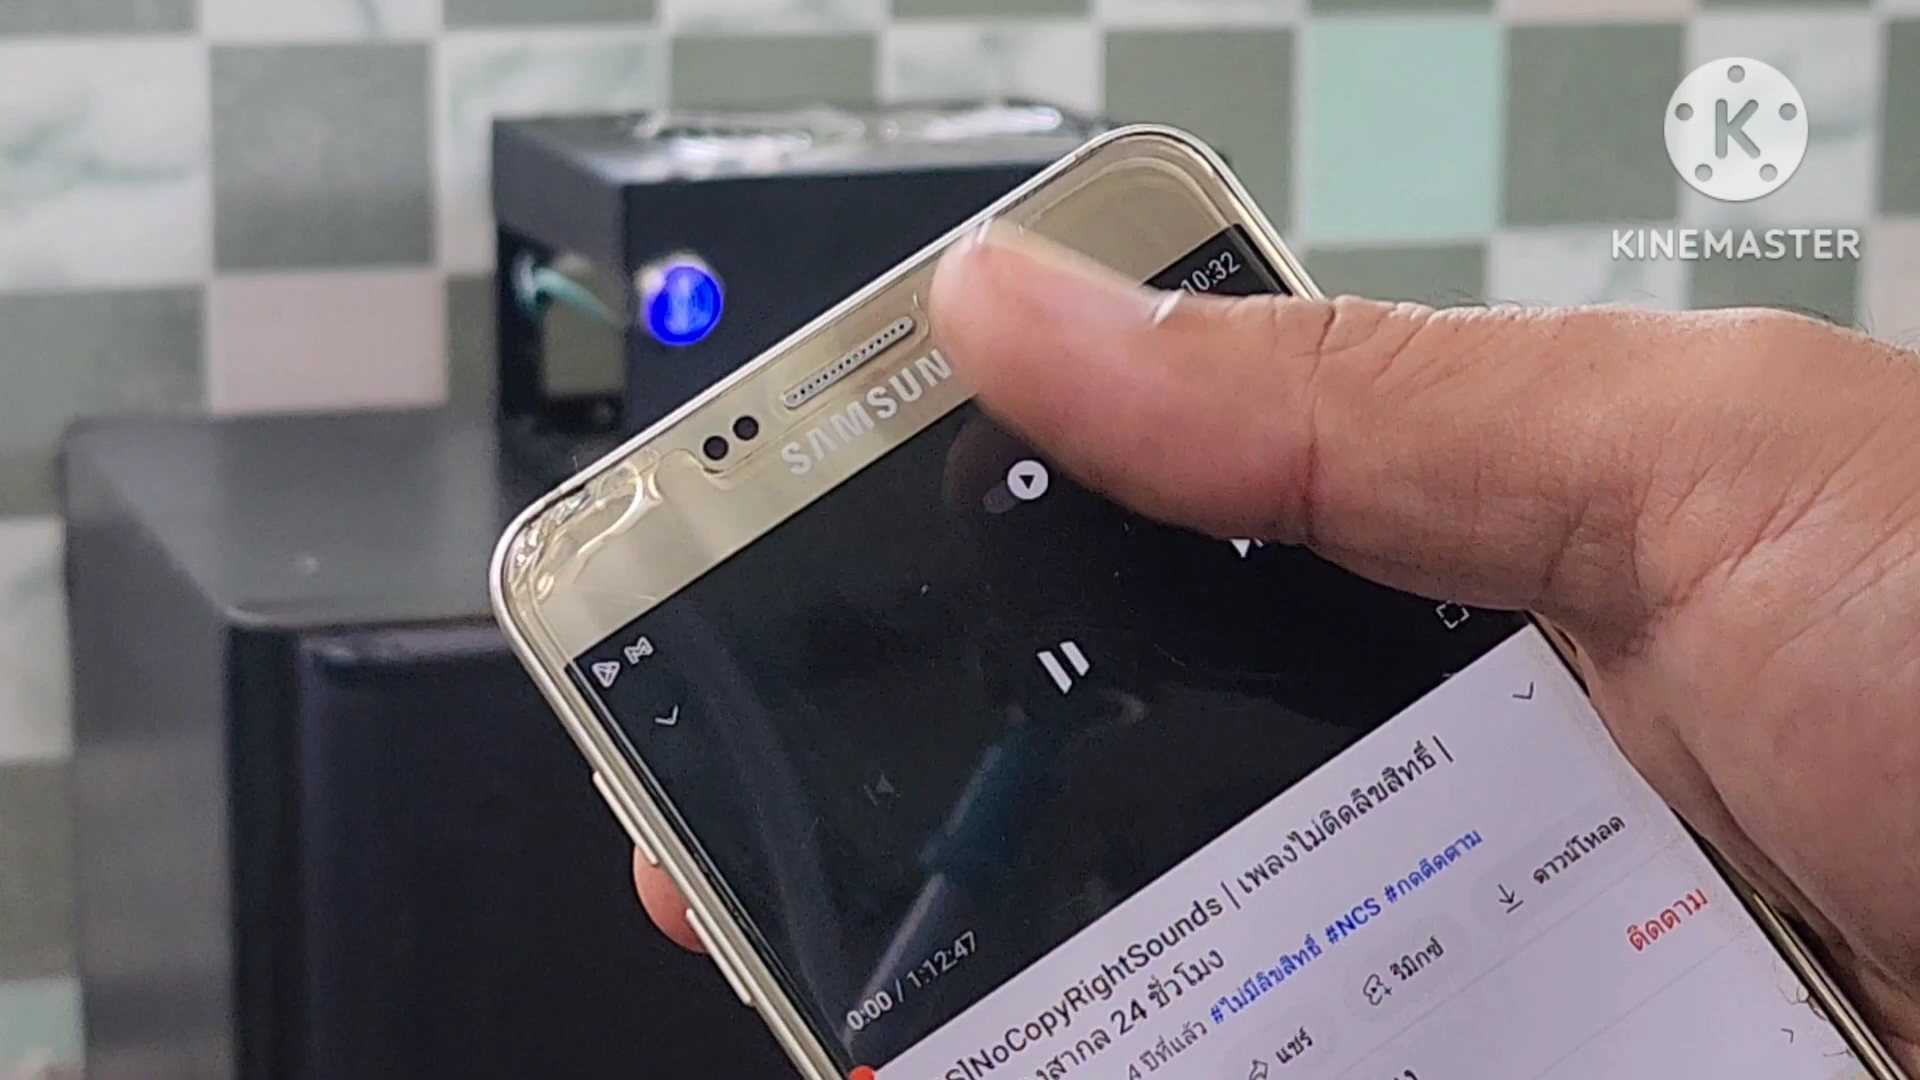 K
KINEMASTER
10:32
SAMSUN
0:00 / 1:12:47
S]NoCopyRightSounds | เพลงไม่ติดลิขสิทธิ์ |
สากล 24 ชั่วโมง
4 ปีที่แล้ว #ไม่มีลิขสิทธิ์ #NCS #กดติดตาม
แชร์
รีมิกซ์
ดาวน์โหลด
ติดตาม